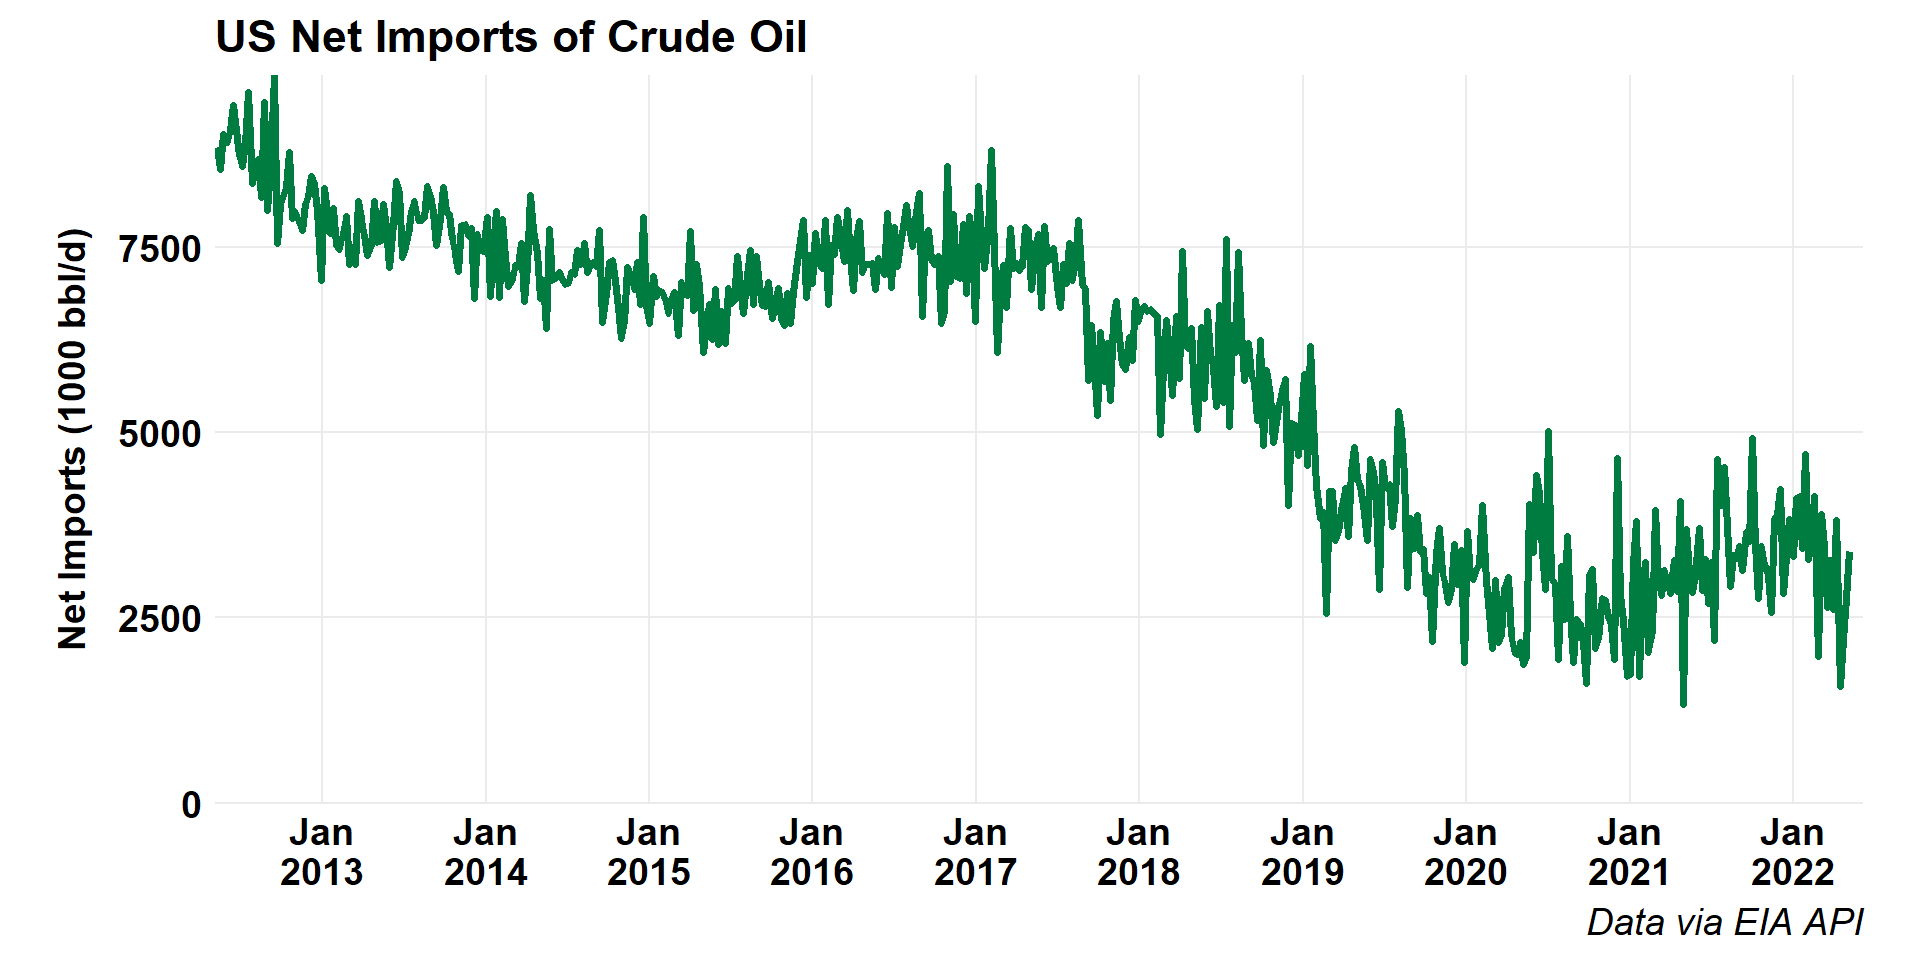 US Net Imports of Crude Oil
Net Imports (1000 bbl/d)
7500
5000
2500
0
Jan Jan Jan Jan Jan Jan Jan Jan Jan Jan
2013 2014 2015 2016 2017 2018 2019 2020 2021 2022
Data via EIA API